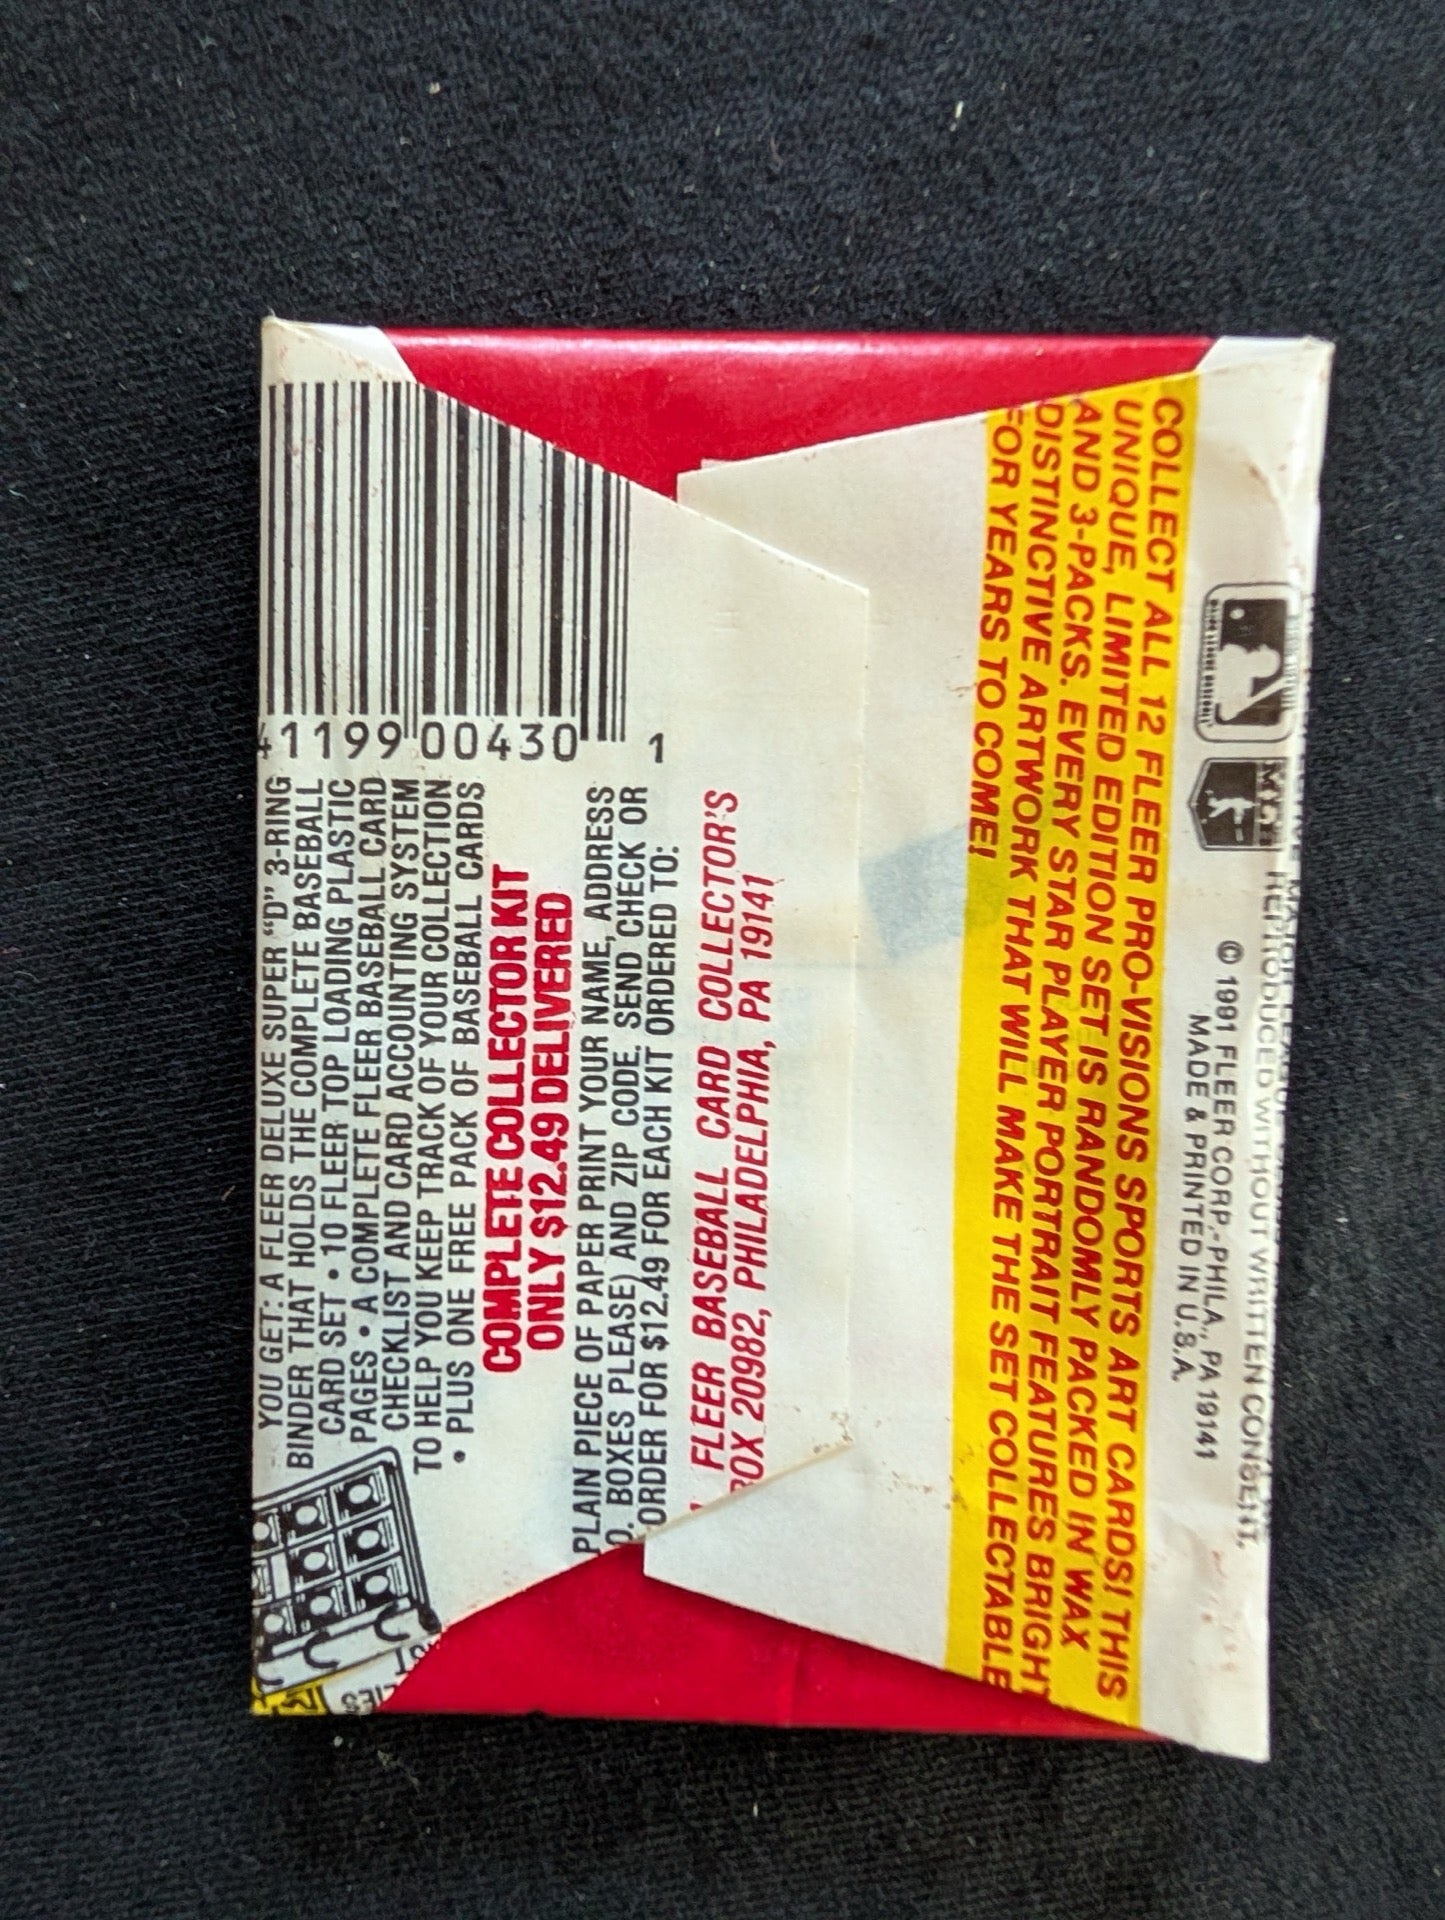 41199 00430 1
YOU GET: A FLEER DELUXE SUPER "D" 3-RING
BINDER THAT HOLDS THE COMPLETE BASEBALL
CARD SET • 10 FLEER TOP LOADING PLASTIC
PAGES • A COMPLETE FLEER BASEBALL CARD
CHECKLIST AND CARD ACCOUNTING SYSTEM
TO HELP YOU KEEP TRACK OF YOUR COLLECTION
• PLUS ONE FREE PACK OF BASEBALL CARDS
COMPLETE COLLECTOR KIT
ONLY $12.49 DELIVERED
PLAIN PIECE OF PAPER PRINT YOUR NAME, ADDRESS
O. BOXES PLEASE) AND ZIP CODE. SEND CHECK OR
ORDER FOR $12.49 FOR EACH KIT ORDERED TO:
FLEER BASEBALL CARD COLLECTOR'S
BOX 20982, PHILADELPHIA, PA 19141
COLLECT ALL 12 FLEER PRO-VISIONS SPORTS ART CARDS! THIS
UNIQUE, LIMITED EDITION SET IS RANDOMLY PACKED IN WAX
AND 3-PACKS. EVERY STAR PLAYER PORTRAIT FEATURES BRIGHT
DISTINCTIVE ARTWORK THAT WILL MAKE THE SET COLLECTABLE
FOR YEARS TO COME!
MAJOR LEAGUE BASEBALL
REPRODUCED WITHOUT WRITTEN CONSENT.
© 1991 FLEER CORP.-PHILA., PA 19141
MADE & PRINTED IN U.S.A.